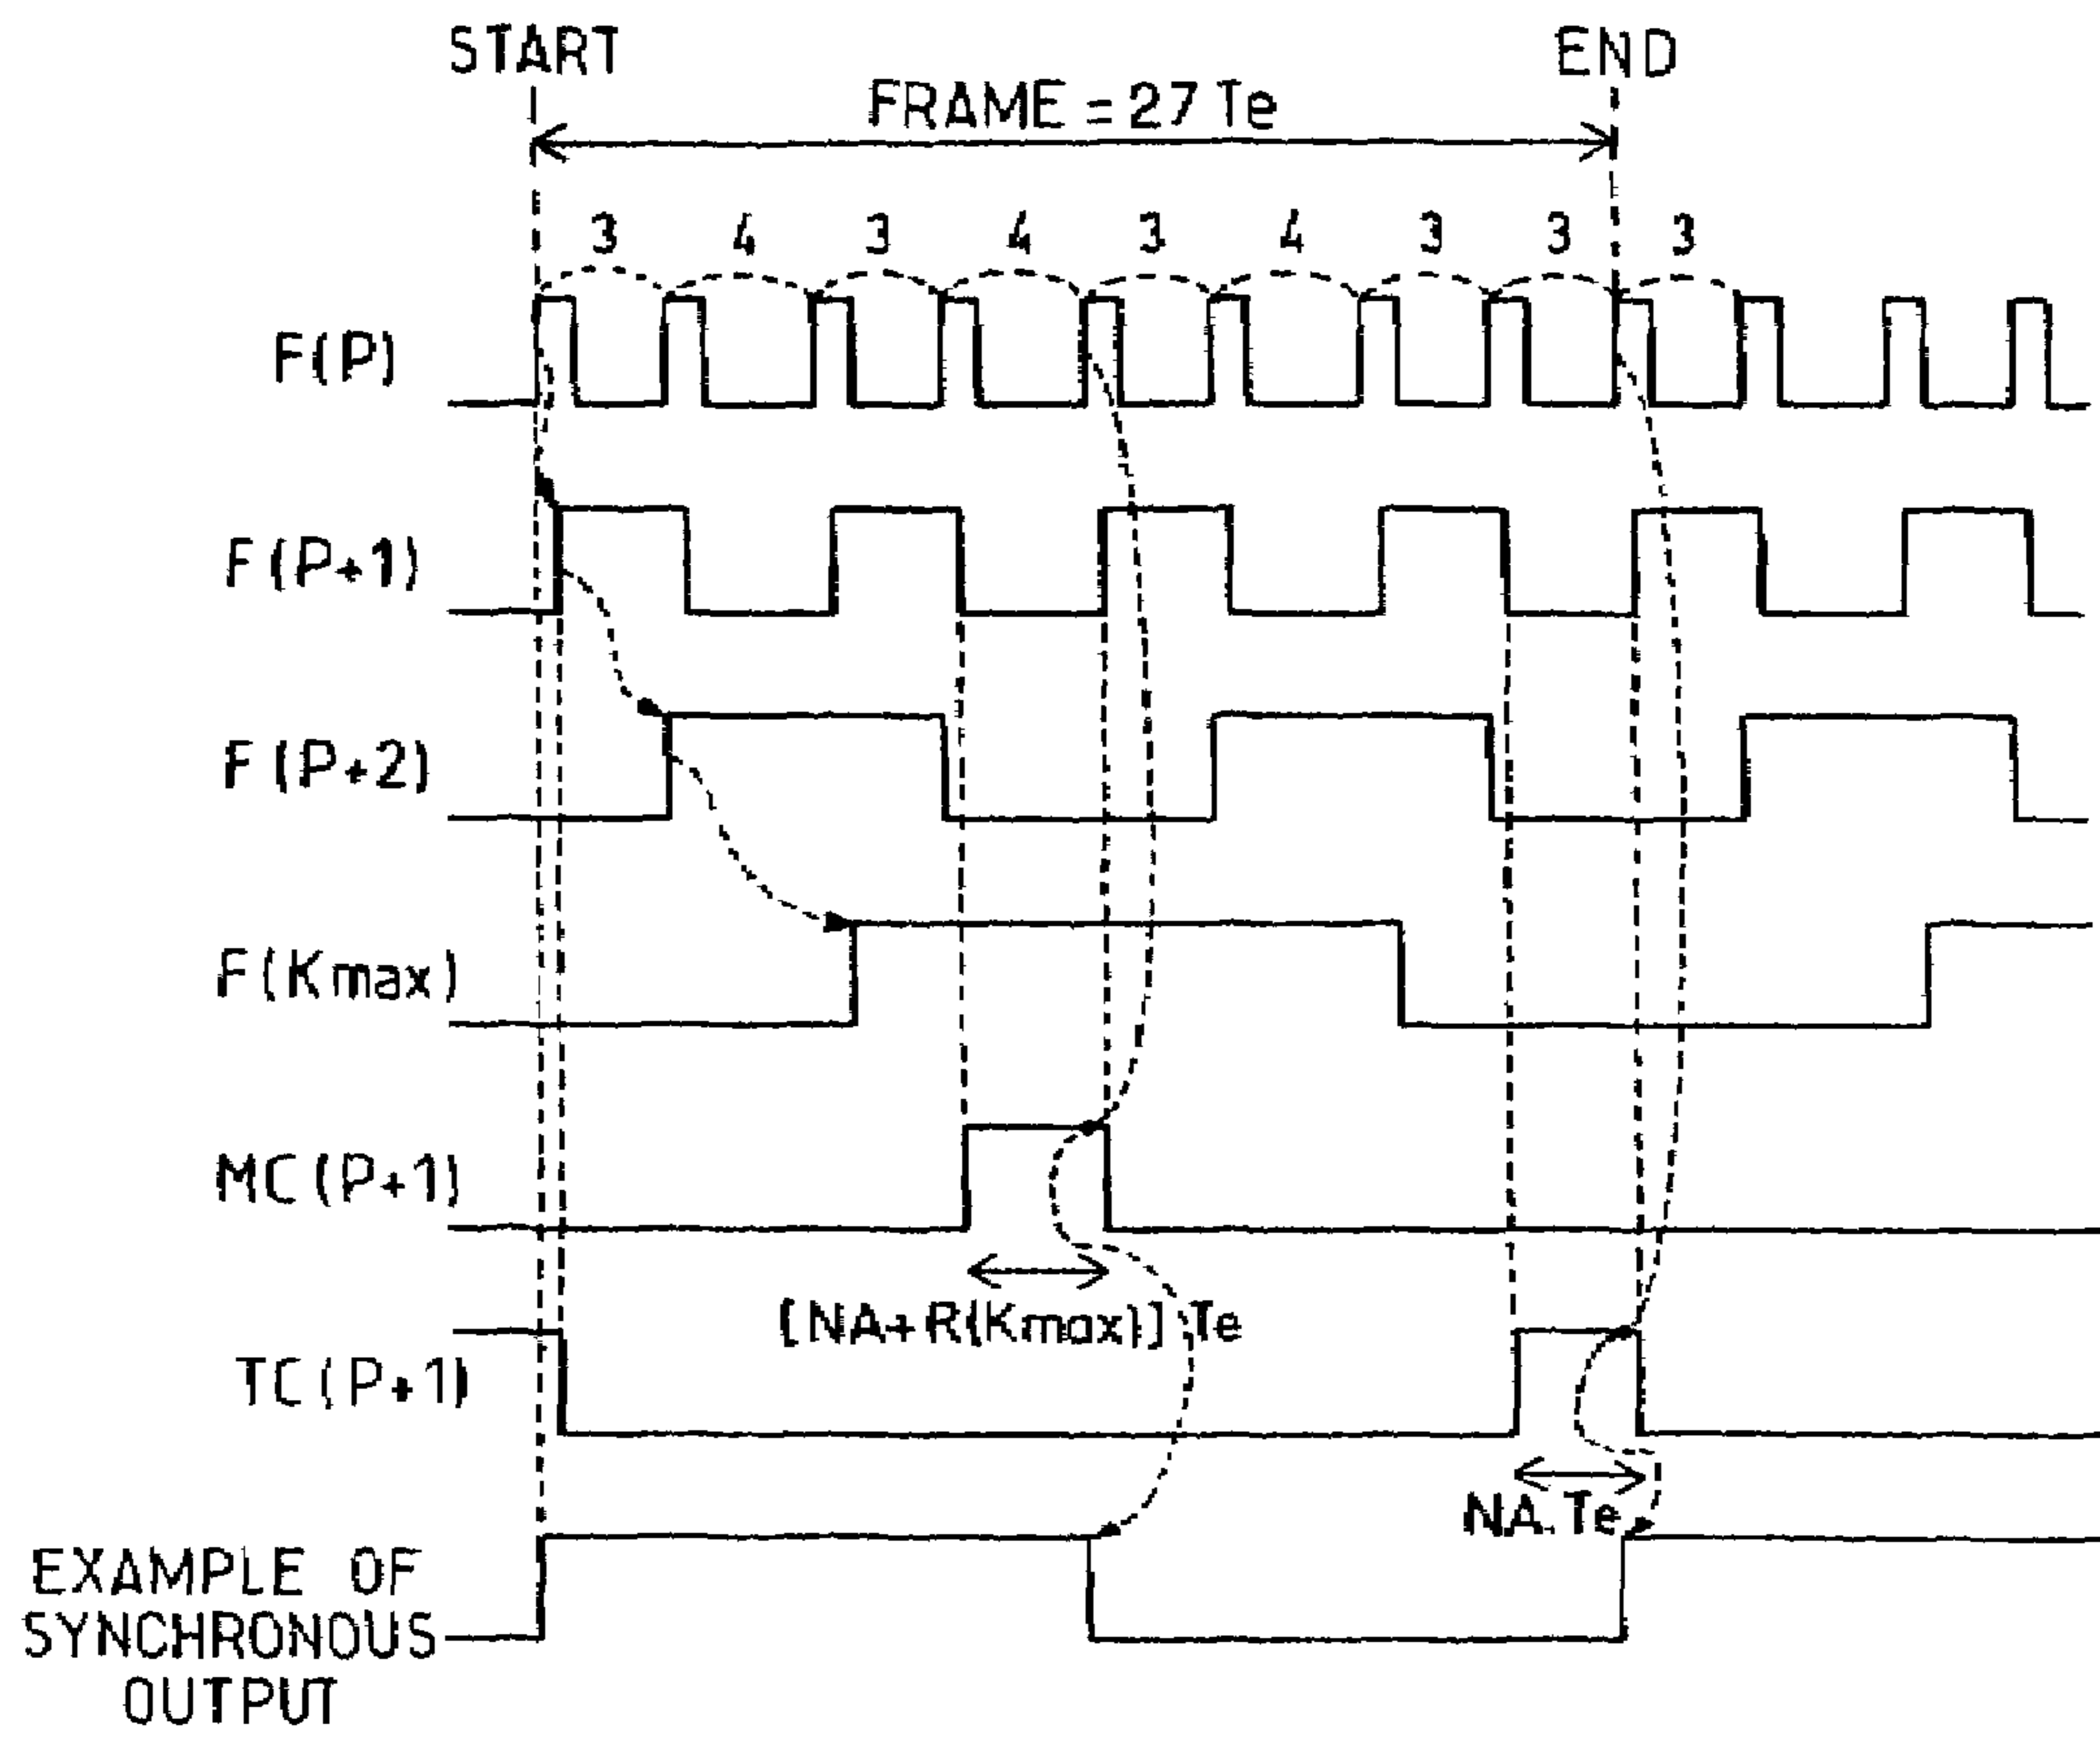 START
END
FRAME = 27 Te
3 4 3 4 3 4 3 3 3
F(P)
F(P+1)
F(P+2)
F(Kmax)
MC(P+1)
[NA+R(Kmax)] Te
TC(P+1)
NA.Te
EXAMPLE OF
SYNCHRONOUS
OUTPUT